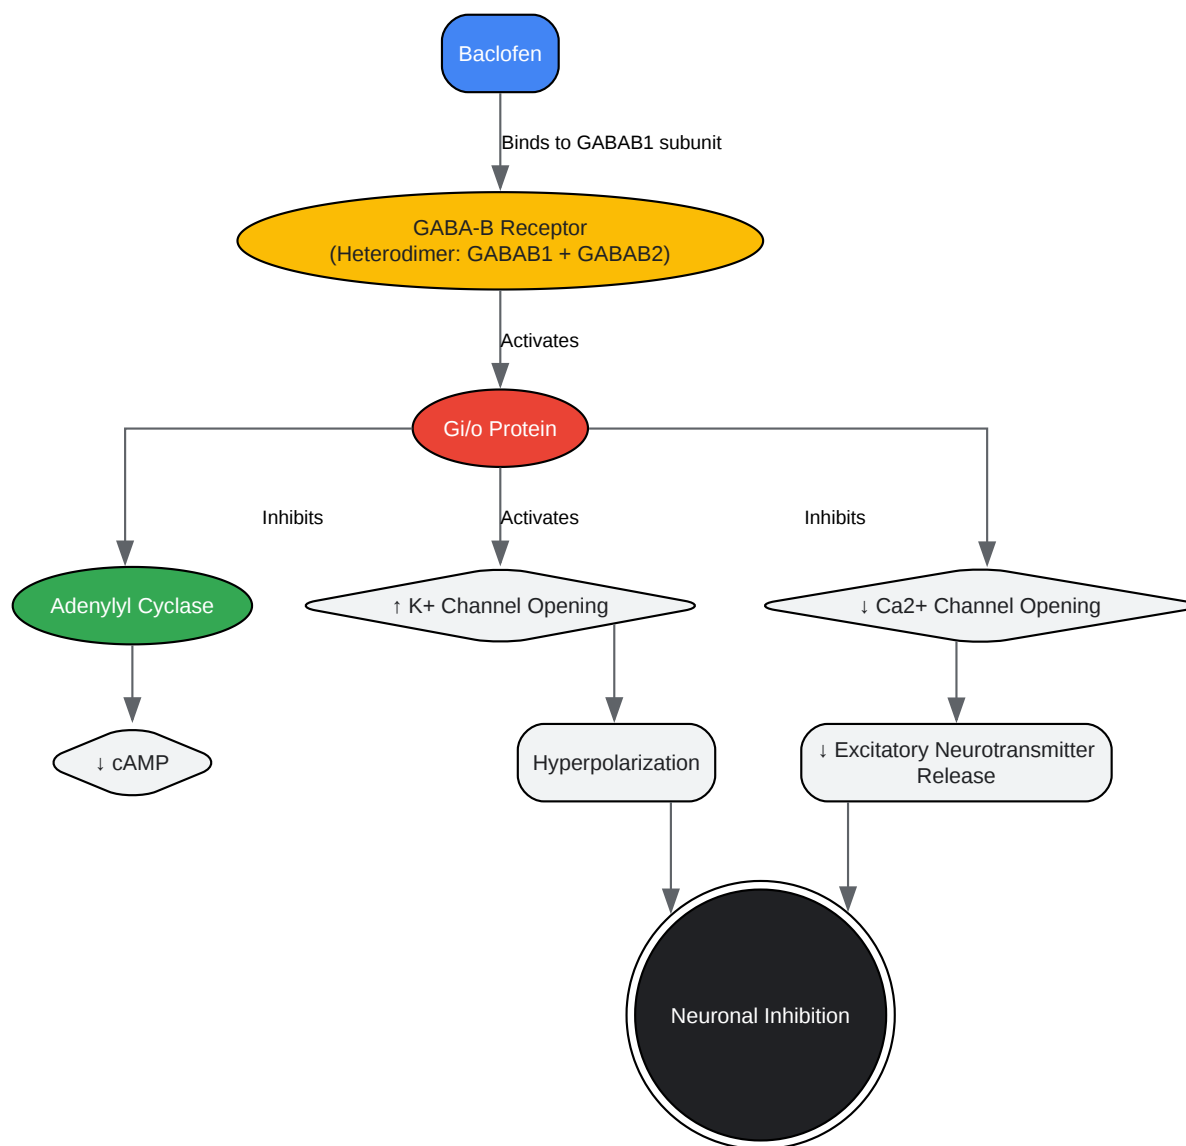 Baclofen
Binds to GABAB1 subunit
GABA-B Receptor
(Heterodimer: GABAB1 + GABAB2)
Activates
Gi/o Protein
Inhibits
Activates
Inhibits
Adenylyl Cyclase
↑ K+ Channel Opening
↓ Ca2+ Channel Opening
↓ cAMP
Hyperpolarization
↓ Excitatory Neurotransmitter
Release
Neuronal Inhibition